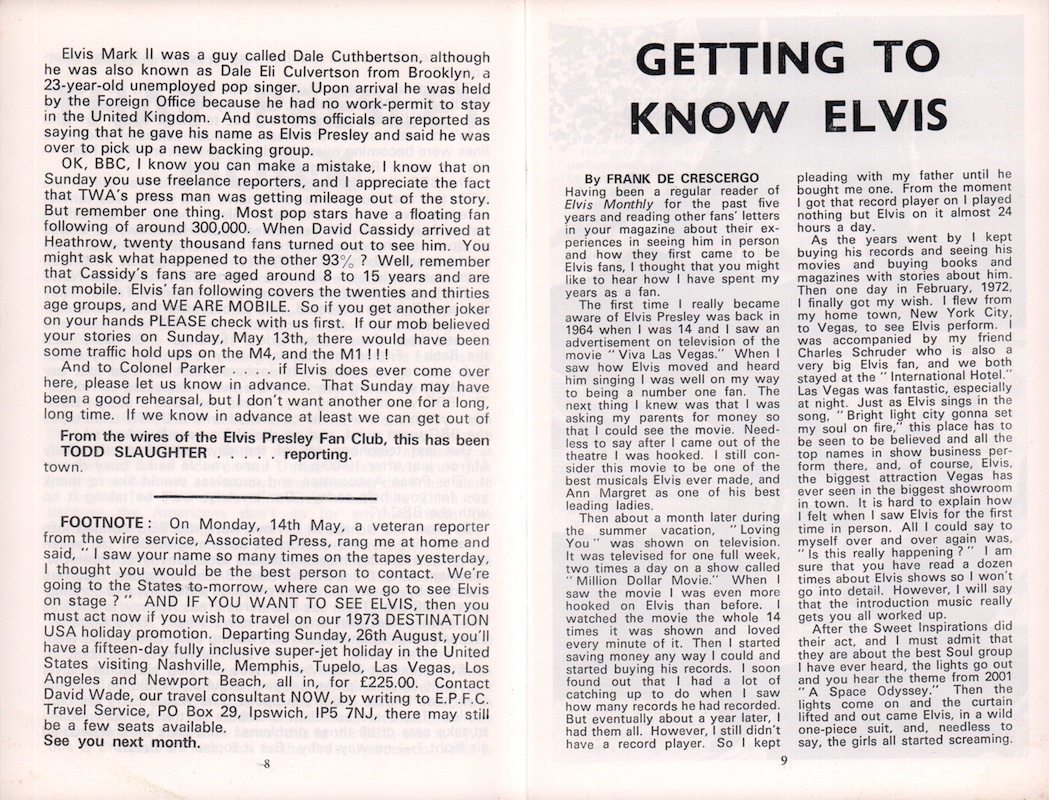 Elvis Mark II was a guy called Dale Cuthbertson, although
he was also known as Dale Eli Culvertson from Brooklyn, a
23-year-old unemployed pop singer. Upon arrival he was held
by the Foreign Office because he had no work-permit to stay
in the United Kingdom. And customs officials are reported as
saying that he gave his name as Elvis Presley and said he was
over to pick up a new backing group.
OK, BBC, I know you can make a mistake, I know that on
Sunday you use freelance reporters, and I appreciate the fact
that TWA's press man was getting mileage out of the story.
But remember one thing. Most pop stars have a floating fan
following of around 300,000. When David Cassidy arrived at
Heathrow, twenty thousand fans turned out to see him. You
might ask what happened to the other 93% ? Well, remember
that Cassidy's fans are aged around 8 to 15 years and are
not mobile. Elvis' fan following covers the twenties and thirties
age groups, and WE ARE MOBILE. So if you get another joker
on your hands PLEASE check with us first. If our mob believed
your stories on Sunday, May 13th, there would have been
some traffic hold ups on the M4, and the M1 ! ! !
And to Colonel Parker . . . . if Elvis does ever come over
here, please let us know in advance. That Sunday may have
been a good rehearsal, but I don't want another one for a long,
long time. If we know in advance at least we can get out of
From the wires of the Elvis Presley Fan Club, this has been
TODD SLAUGHTER . . . . . reporting.
town.
FOOTNOTE : On Monday, 14th May, a veteran reporter
from the wire service, Associated Press, rang me at home and
said, " I saw your name so many times on the tapes yesterday,
I thought you would be the best person to contact. We're
going to the States to-morrow, where can we go to see Elvis
on stage ? " AND IF YOU WANT TO SEE ELVIS, then you
must act now if you wish to travel on our 1973 DESTINATION
USA holiday promotion. Departing Sunday, 26th August, you'll
have a fifteen-day fully inclusive super-jet holiday in the United
States visiting Nashville, Memphis, Tupelo, Las Vegas, Los
Angeles and Newport Beach, all in, for £225.00. Contact
David Wade, our travel consultant NOW, by writing to E.P.F.C.
Travel Service, PO Box 29, Ipswich, IP5 7NJ, there may still
be a few seats available.
See you next month.
8
GETTING TO
KNOW ELVIS
By FRANK DE CRESCERGO
Having been a regular reader of
Elvis Monthly for the past five
years and reading other fans' letters
in your magazine about their ex-
periences in seeing him in person
and how they first came to be
Elvis fans, I thought that you might
like to hear how I have spent my
years as a fan.
The first time I really became
aware of Elvis Presley was back in
1964 when I was 14 and I saw an
advertisement on television of the
movie " Viva Las Vegas." When I
saw how Elvis moved and heard
him singing I was well on my way
to being a number one fan. The
next thing I knew was that I was
asking my parents for money so
that I could see the movie. Need-
less to say after I came out of the
theatre I was hooked. I still con-
sider this movie to be one of the
best musicals Elvis ever made, and
Ann Margret as one of his best
leading ladies.
Then about a month later during
the summer vacation, " Loving
You " was shown on television.
It was televised for one full week,
two times a day on a show called
" Million Dollar Movie." When I
saw the movie I was even more
hooked on Elvis than before. I
watched the movie the whole 14
times it was shown and loved
every minute of it. Then I started
saving money any way I could and
started buying his records. I soon
found out that I had a lot of
catching up to do when I saw
how many records he had recorded.
But eventually about a year later, I
had them all. However, I still didn't
have a record player. So I kept
pleading with my father until he
bought me one. From the moment
I got that record player on I played
nothing but Elvis on it almost 24
hours a day.
As the years went by I kept
buying his records and seeing his
movies and buying books and
magazines with stories about him.
Then one day in February, 1972,
I finally got my wish. I flew from
my home town, New York City,
to Vegas, to see Elvis perform. I
was accompanied by my friend
Charles Schruder who is also a
very big Elvis fan, and we both
stayed at the " International Hotel."
Las Vegas was fantastic, especially
at night. Just as Elvis sings in the
song, " Bright light city gonna set
my soul on fire," this place has to
be seen to be believed and all the
top names in show business per-
form there, and, of course, Elvis,
the biggest attraction Vegas has
ever seen in the biggest showroom
in town. It is hard to explain how
I felt when I saw Elvis for the first
time in person. All I could say to
myself over and over again was,
" Is this really happening ? " I am
sure that you have read a dozen
times about Elvis shows so I won't
go into detail. However, I will say
that the introduction music really
gets you all worked up.
After the Sweet Inspirations did
their act, and I must admit that
they are about the best Soul group
I have ever heard, the lights go out
and you hear the theme from 2001
" A Space Odyssey." Then the
lights come on and the curtain
lifted and out came Elvis, in a wild
one-piece suit, and, needless to
say, the girls all started screaming.
9